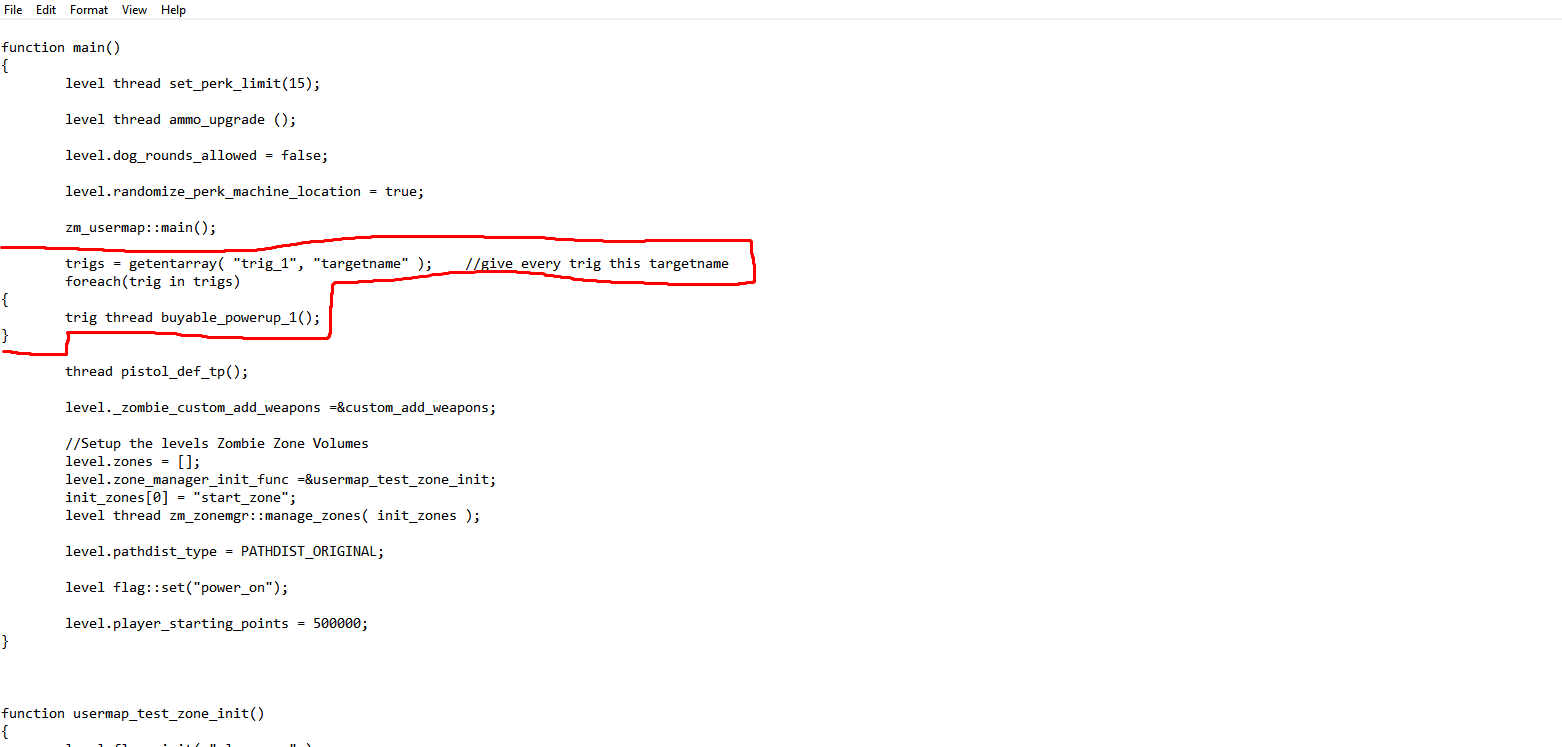 File Edit Format View Help
function main()
{
level thread set_perk_limit(15);
level thread ammo_upgrade ();
level.dog_rounds_allowed = false;
level.randomize_perk_machine_location = true;
zm_usermap::main();
trigs = getentarray( "trig_1", "targetname" ); //give every trig this targetname
foreach(trig in trigs)
{
trig thread buyable_powerup_1();
}
thread pistol_def_tp();
level._zombie_custom_add_weapons =&custom_add_weapons;
//Setup the levels Zombie Zone Volumes
level.zones = [];
level.zone_manager_init_func =&usermap_test_zone_init;
init_zones[0] = "start_zone";
level thread zm_zonemgr::manage_zones( init_zones );
level.pathdist_type = PATHDIST_ORIGINAL;
level flag::set("power_on");
level.player_starting_points = 500000;
}
function usermap_test_zone_init()
{